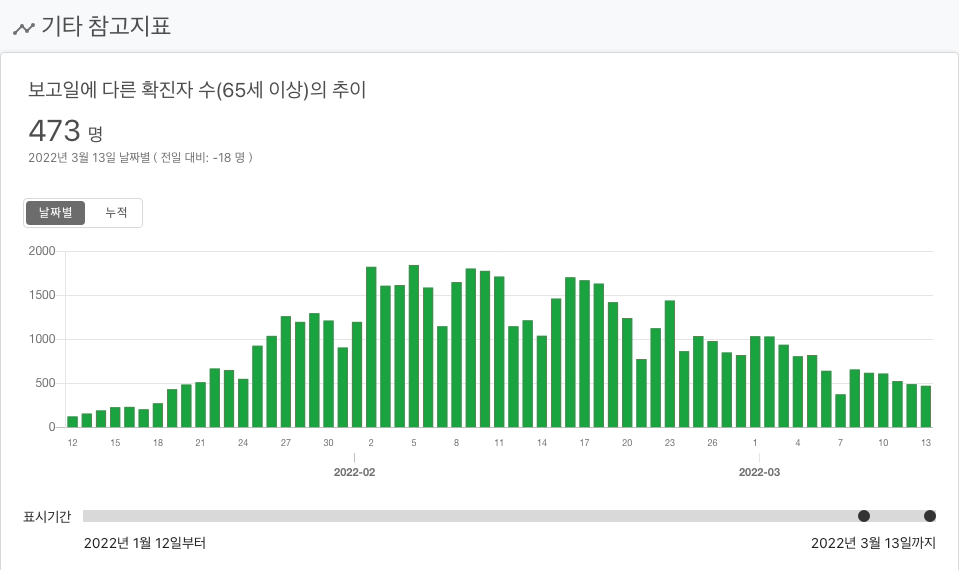 기타 참고지표
보고일에 다른 확진자 수(65세 이상)의 추이
473 명
2022년 3월 13일 날짜별 ( 전일 대비: -18 명 )
날짜별 누적
2000
1500
1000
500
0
12 15 18 21 24 27 30 2 5 8 11 14 17 20 23 26 1 4 7 10 13
2022-02 2022-03
표시기간
2022년 1월 12일부터 2022년 3월 13일까지